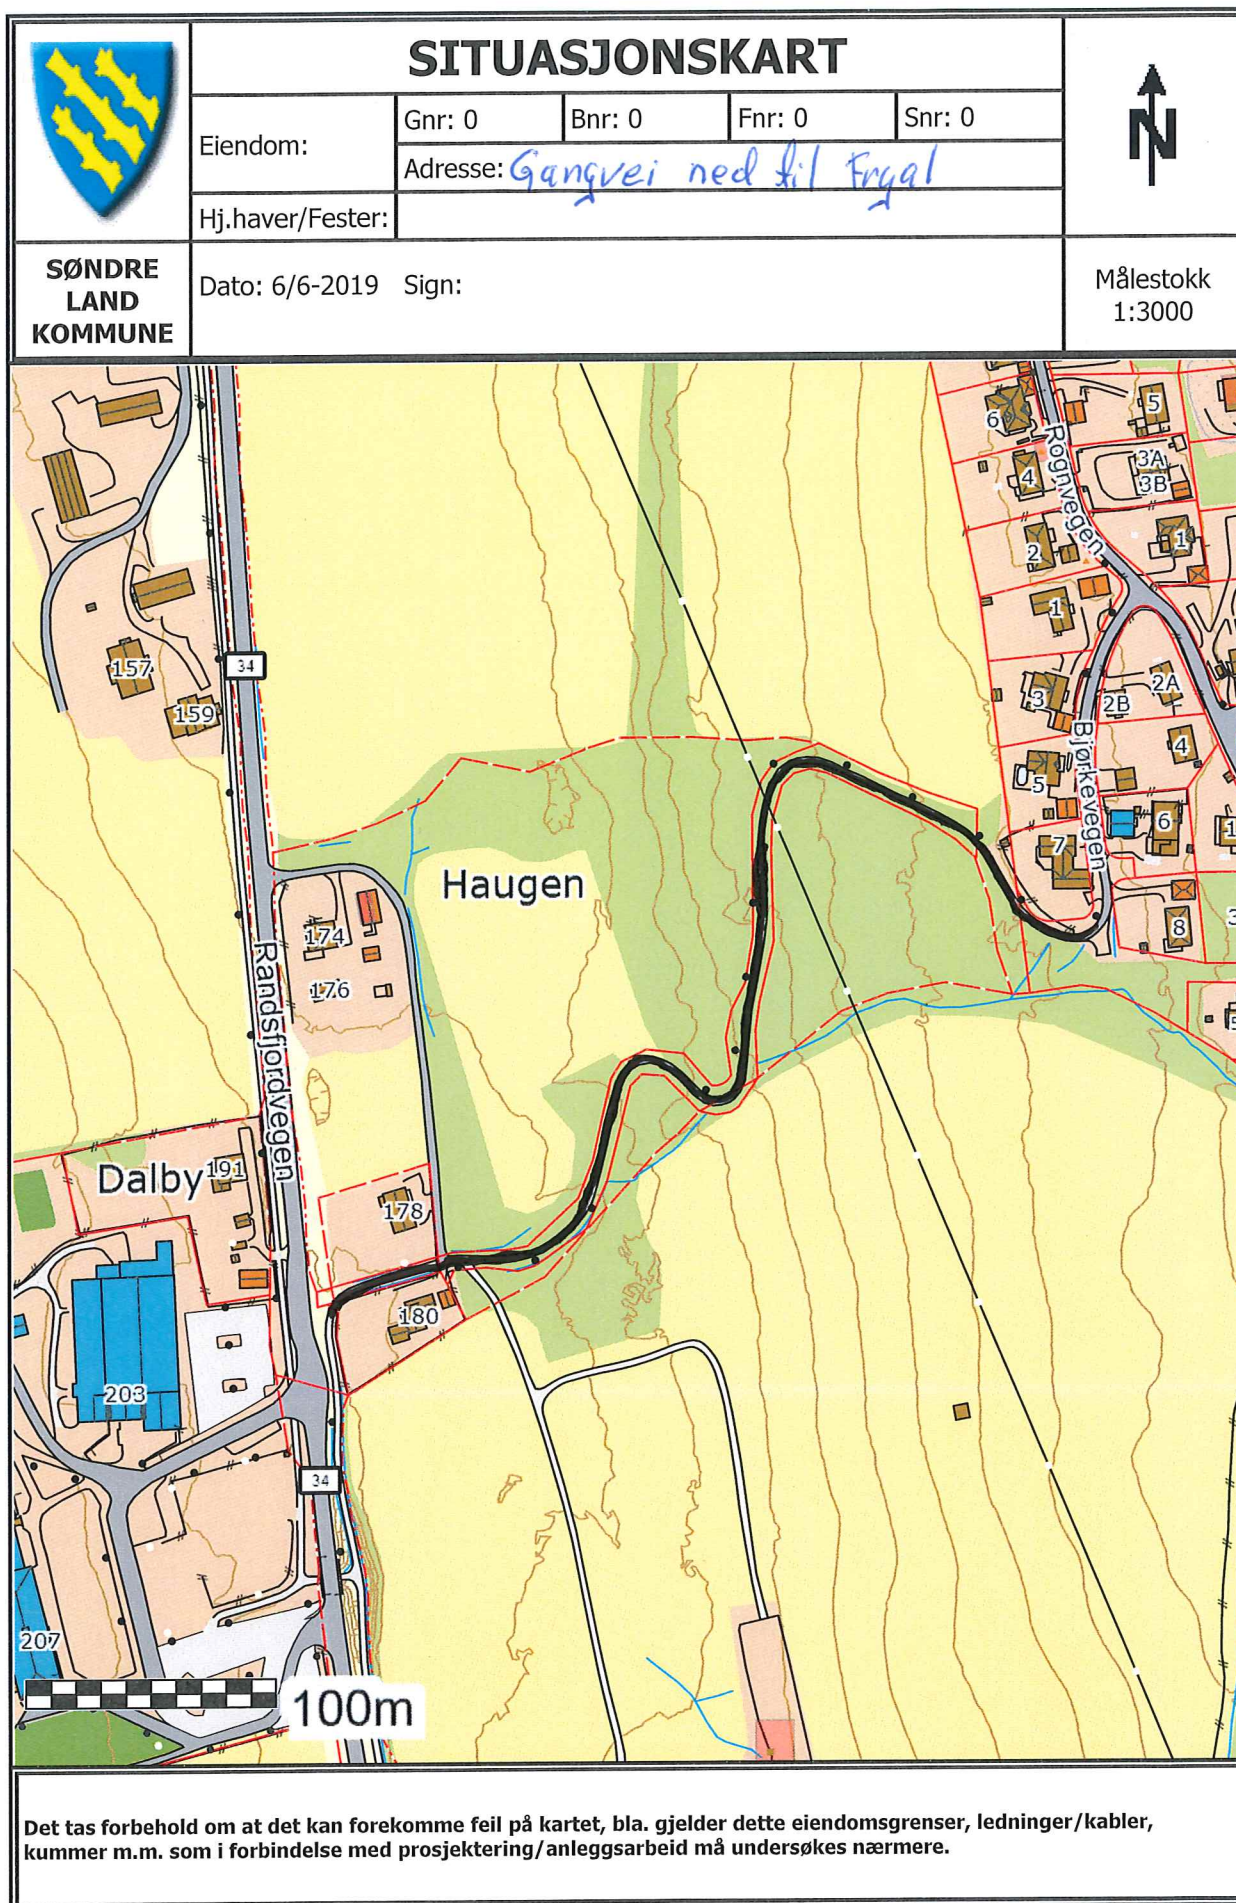 SITUASJONSKART
Eiendom:
Gnr: 0
Bnr: 0
Fnr: 0
Snr: 0
Adresse: Gangvei ned til Frgal
Hj.haver/Fester:
N
SØNDRE
LAND
KOMMUNE
Dato: 6/6-2019 Sign:
Målestokk
1:3000
6
5
Rognvegen
4
3A
3B
2
1
1
157
34
159
3
2A
2B
Bjørkevegen
4
5
6
7
1
Haugen
174
8
3
176
Randsfjordvegen
5
Dalby
191
178
180
203
34
207
100m
Det tas forbehold om at det kan forekomme feil på kartet, bla. gjelder dette eiendomsgrenser, ledninger/kabler,
kummer m.m. som i forbindelse med prosjektering/anleggsarbeid må undersøkes nærmere.